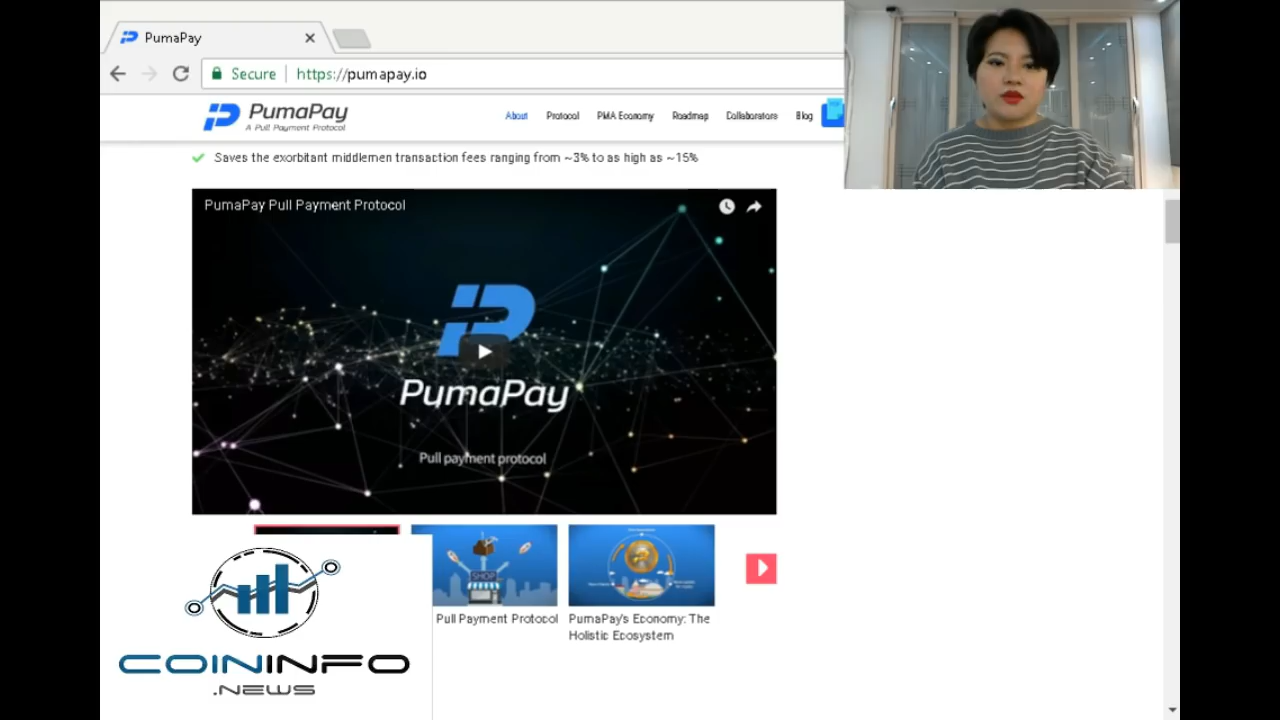 PumaPay
Secure
https://pumapay.io
PumaPay
A Pull Payment Protocol
About Protocol PMA Economy Roadmap Collaborators Blog
Saves the exorbitant middlemen transaction fees ranging from ~3% to as high as ~15%
PumaPay Pull Payment Protocol
PumaPay
Pull payment protocol
SHOP
Pull Payment Protocol
PumaPay's Economy: The
Holistic Ecosystem
COININFO
.NEWS